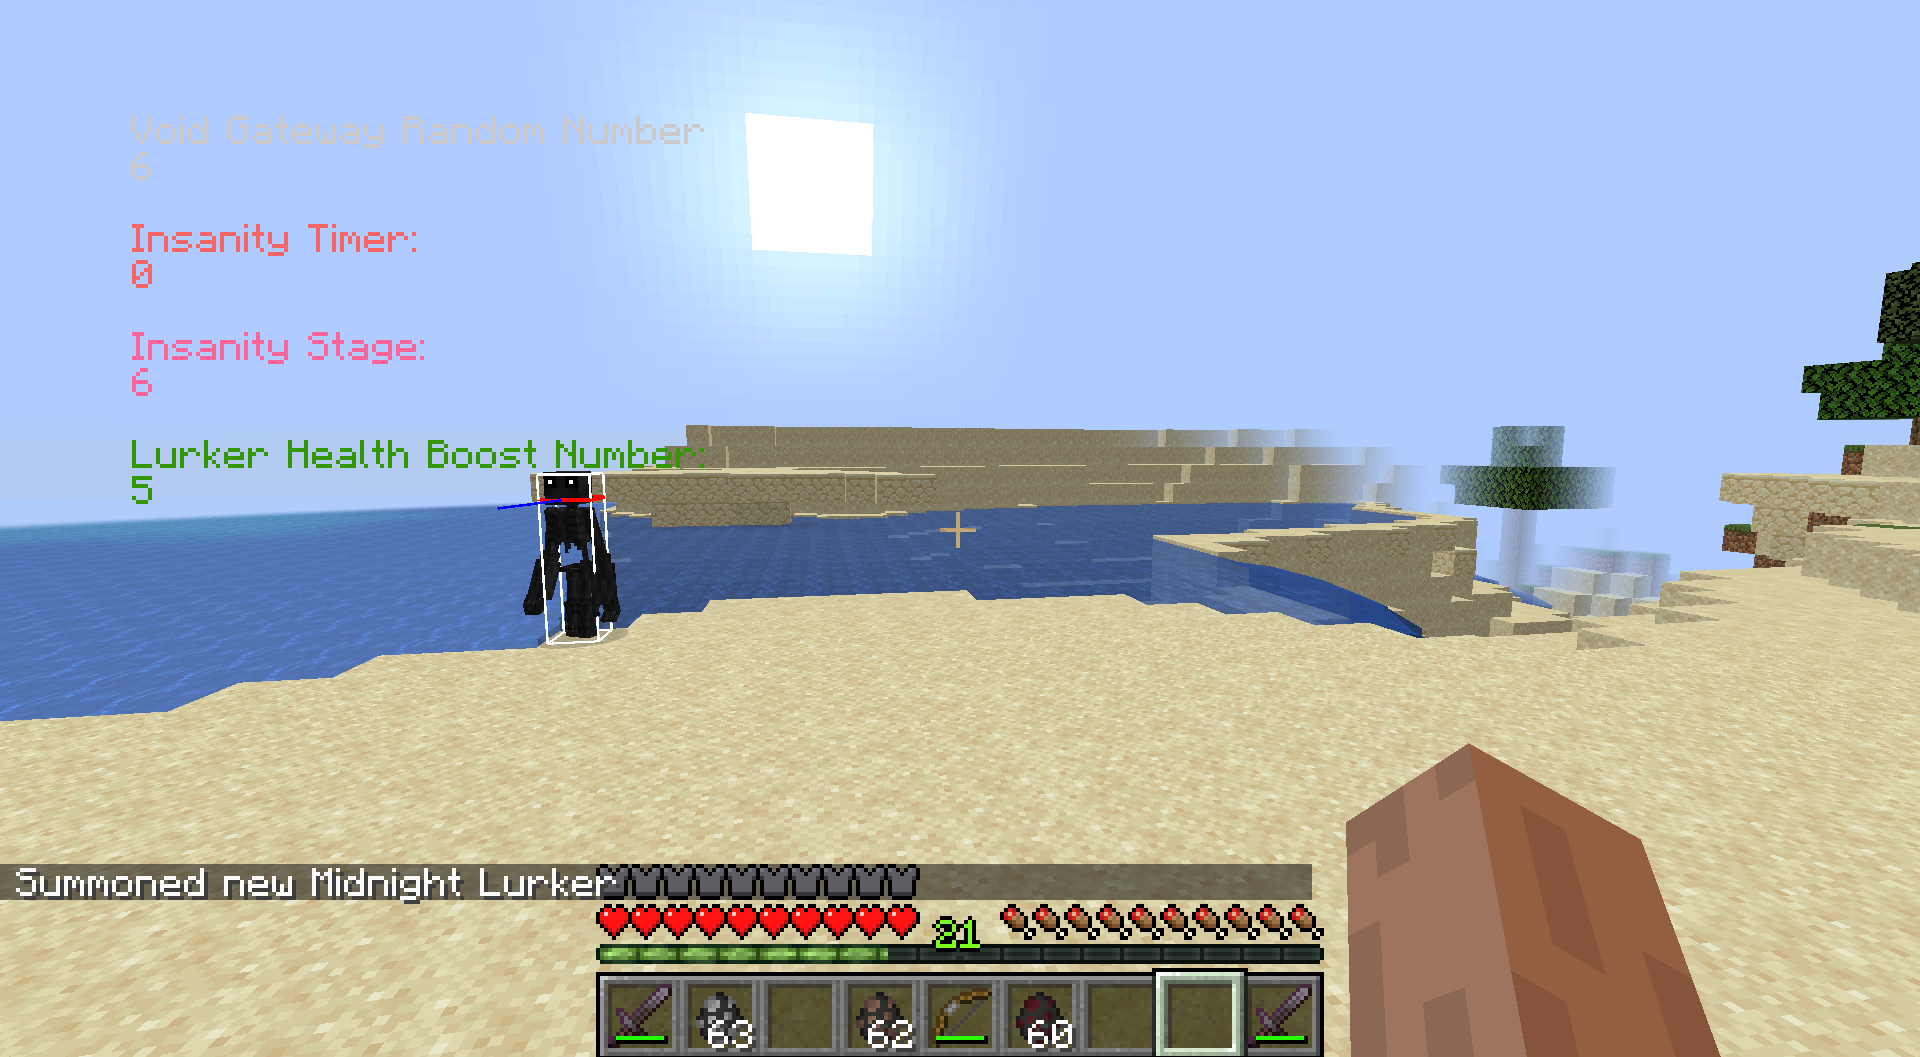 Void Gateway Random Number
6
Insanity Timer:
0
Insanity Stage:
6
Lurker Health Boost Number:
5
Summoned new Midnight Lurker
21
63
62
60